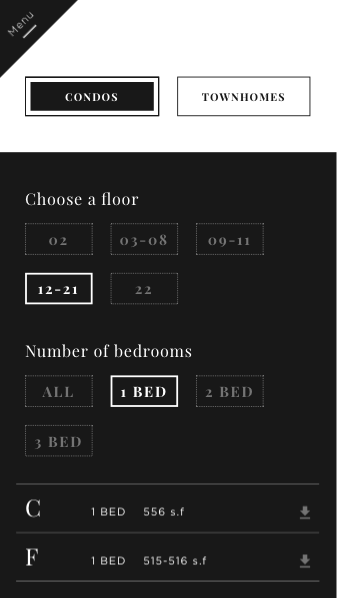 Menu
CONDOS TOWNHOMES
Choose a floor
02 03-08 09-11
12-21 22
Number of bedrooms
ALL 1 BED 2 BED
3 BED
C 1 BED 556 s.f
F 1 BED 515-516 s.f